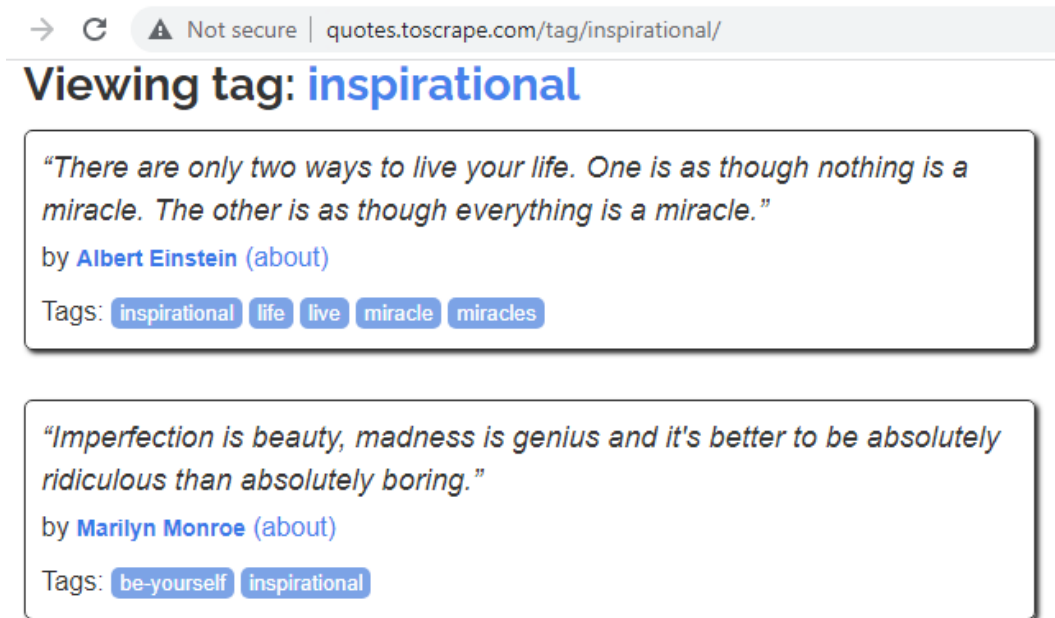 Not secure | quotes.toscrape.com/tag/inspirational/
Viewing tag: inspirational
“There are only two ways to live your life. One is as though nothing is a
miracle. The other is as though everything is a miracle.”
by Albert Einstein (about)
Tags: inspirational life live miracle miracles
“Imperfection is beauty, madness is genius and it's better to be absolutely
ridiculous than absolutely boring.”
by Marilyn Monroe (about)
Tags: be-yourself inspirational